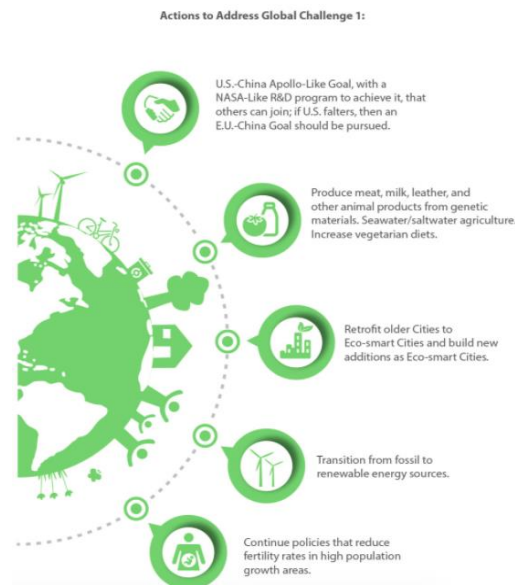 Actions to Address Global Challenge 1:
U.S.-China Apollo-Like Goal, with a
NASA-Like R&D program to achieve it, that
others can join; if U.S. falters, then an
E.U.-China Goal should be pursued.
Produce meat, milk, leather, and
other animal products from genetic
materials. Seawater/saltwater agriculture.
Increase vegetarian diets.
Retrofit older Cities to
Eco-smart Cities and build new
additions as Eco-smart Cities.
Transition from fossil to
renewable energy sources.
Continue policies that reduce
fertility rates in high population
growth areas.